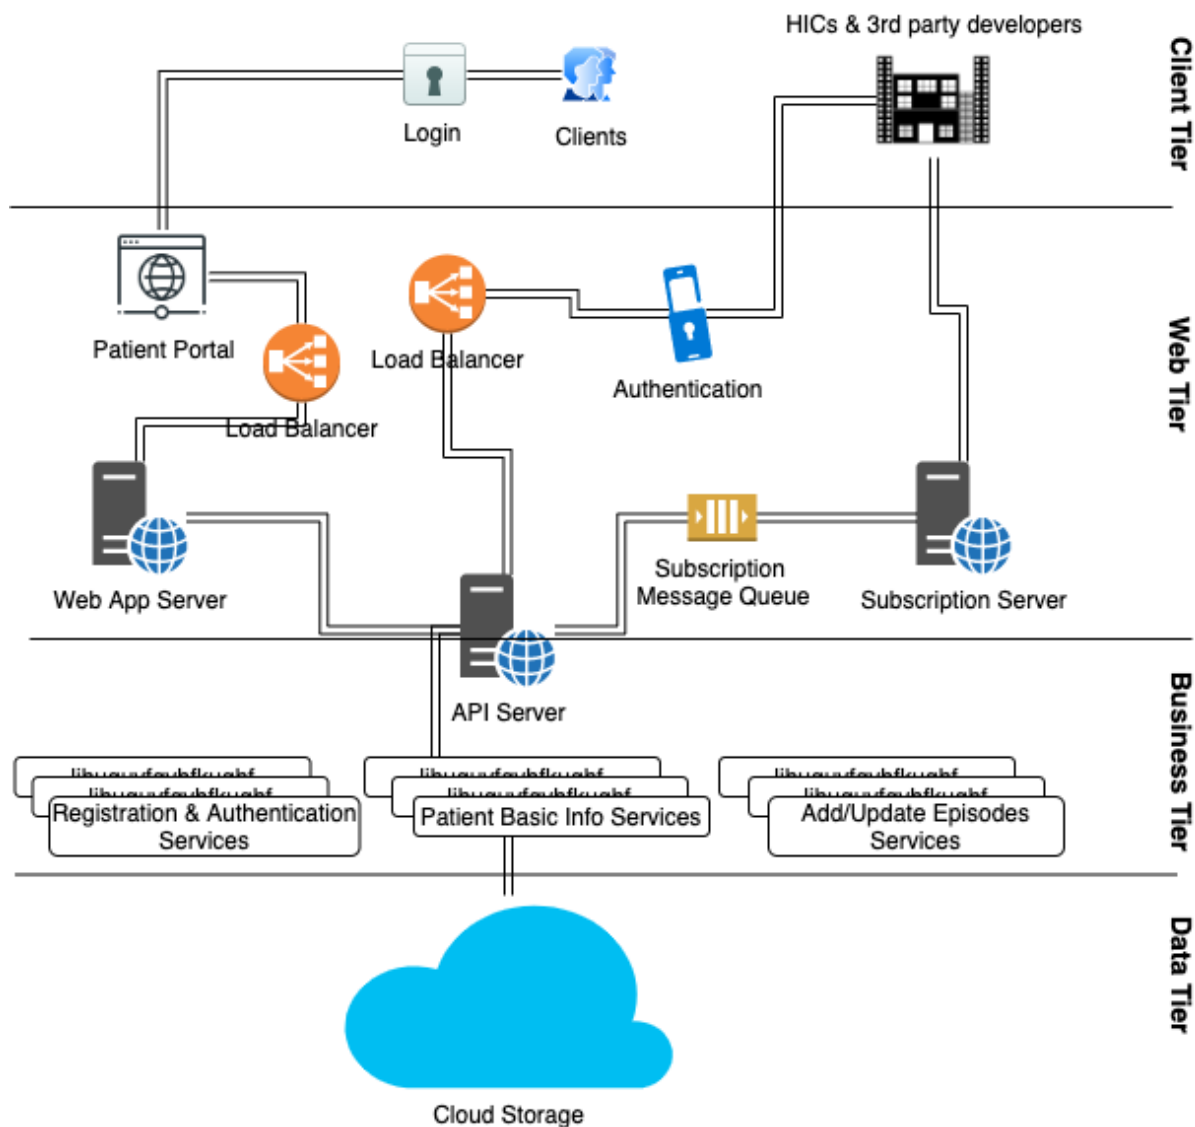 HICs & 3rd party developers
Login
Clients
Client Tier
Patient Portal
Load Balancer
Load Balancer
Authentication
Web Tier
Web App Server
Subscription
Message Queue
Subscription Server
API Server
Business Tier
Registration & Authentication
Services
Patient Basic Info Services
Add/Update Episodes
Services
Data Tier
Cloud Storage